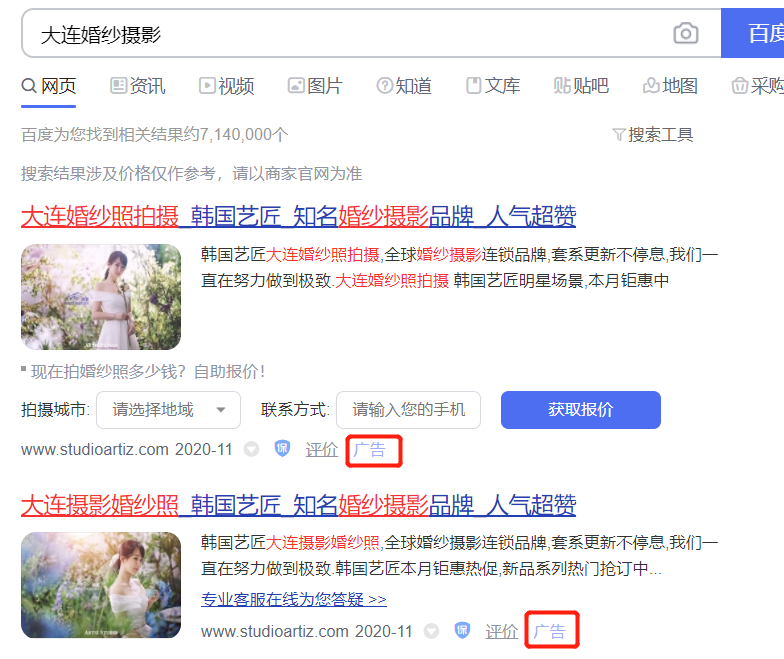 大连婚纱摄影
百度
网页 资讯 视频 图片 知道 文库 贴吧 地图 采购
百度为您找到相关结果约7,140,000个
搜索工具
搜索结果涉及价格仅作参考，请以商家官网为准
大连婚纱照拍摄_韩国艺匠_知名婚纱摄影品牌_人气超赞
韩国艺匠大连婚纱照拍摄,全球婚纱摄影连锁品牌,套系更新不停息,我们一
直在努力做到极致.大连婚纱照拍摄 韩国艺匠明星场景,本月钜惠中
现在拍婚纱照多少钱？自助报价！
拍摄城市: 请选择地域 联系方式: 请输入您的手机 获取报价
www.studioartiz.com 2020-11 保 评价 广告
大连摄影婚纱照_韩国艺匠_知名婚纱摄影品牌_人气超赞
韩国艺匠大连摄影婚纱照,全球婚纱摄影连锁品牌,套系更新不停息,我们一
直在努力做到极致.韩国艺匠本月钜惠热促,新品系列热门抢订中...
专业客服在线为您答疑 >>
www.studioartiz.com 2020-11 保 评价 广告